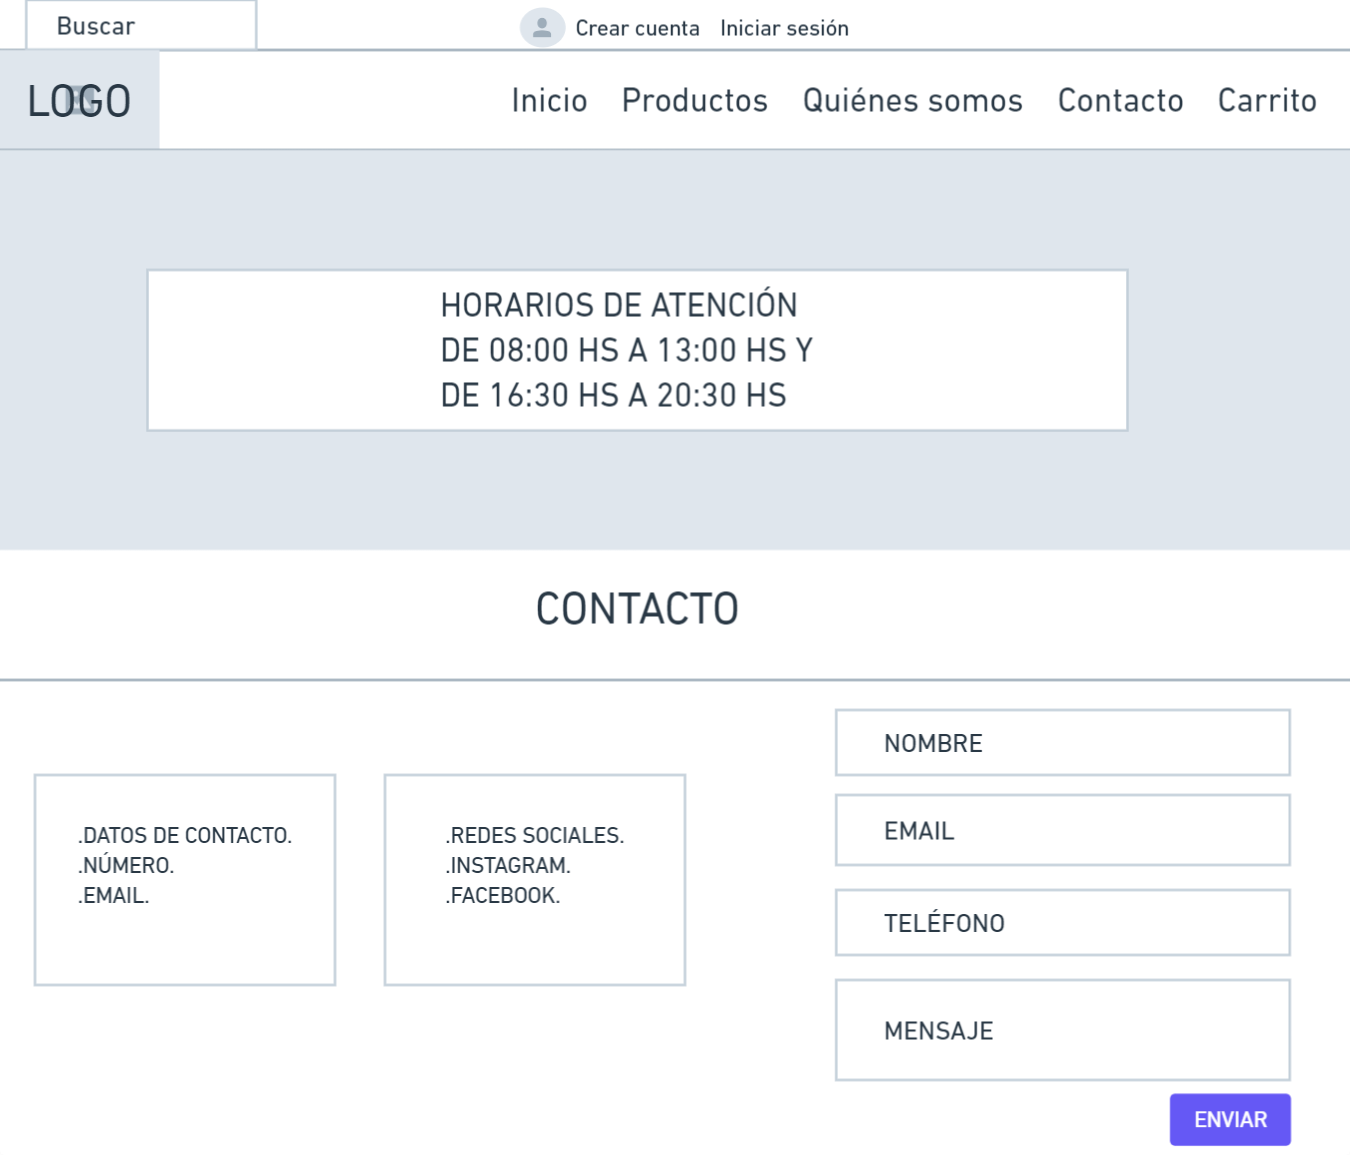 Buscar
Crear cuenta Iniciar sesión
LOGO
Inicio Productos Quiénes somos Contacto Carrito
HORARIOS DE ATENCIÓN
DE 08:00 HS A 13:00 HS Y
DE 16:30 HS A 20:30 HS
CONTACTO
.DATOS DE CONTACTO.
.NÚMERO.
.EMAIL.
.REDES SOCIALES.
.INSTAGRAM.
.FACEBOOK.
NOMBRE
EMAIL
TELÉFONO
MENSAJE
ENVIAR